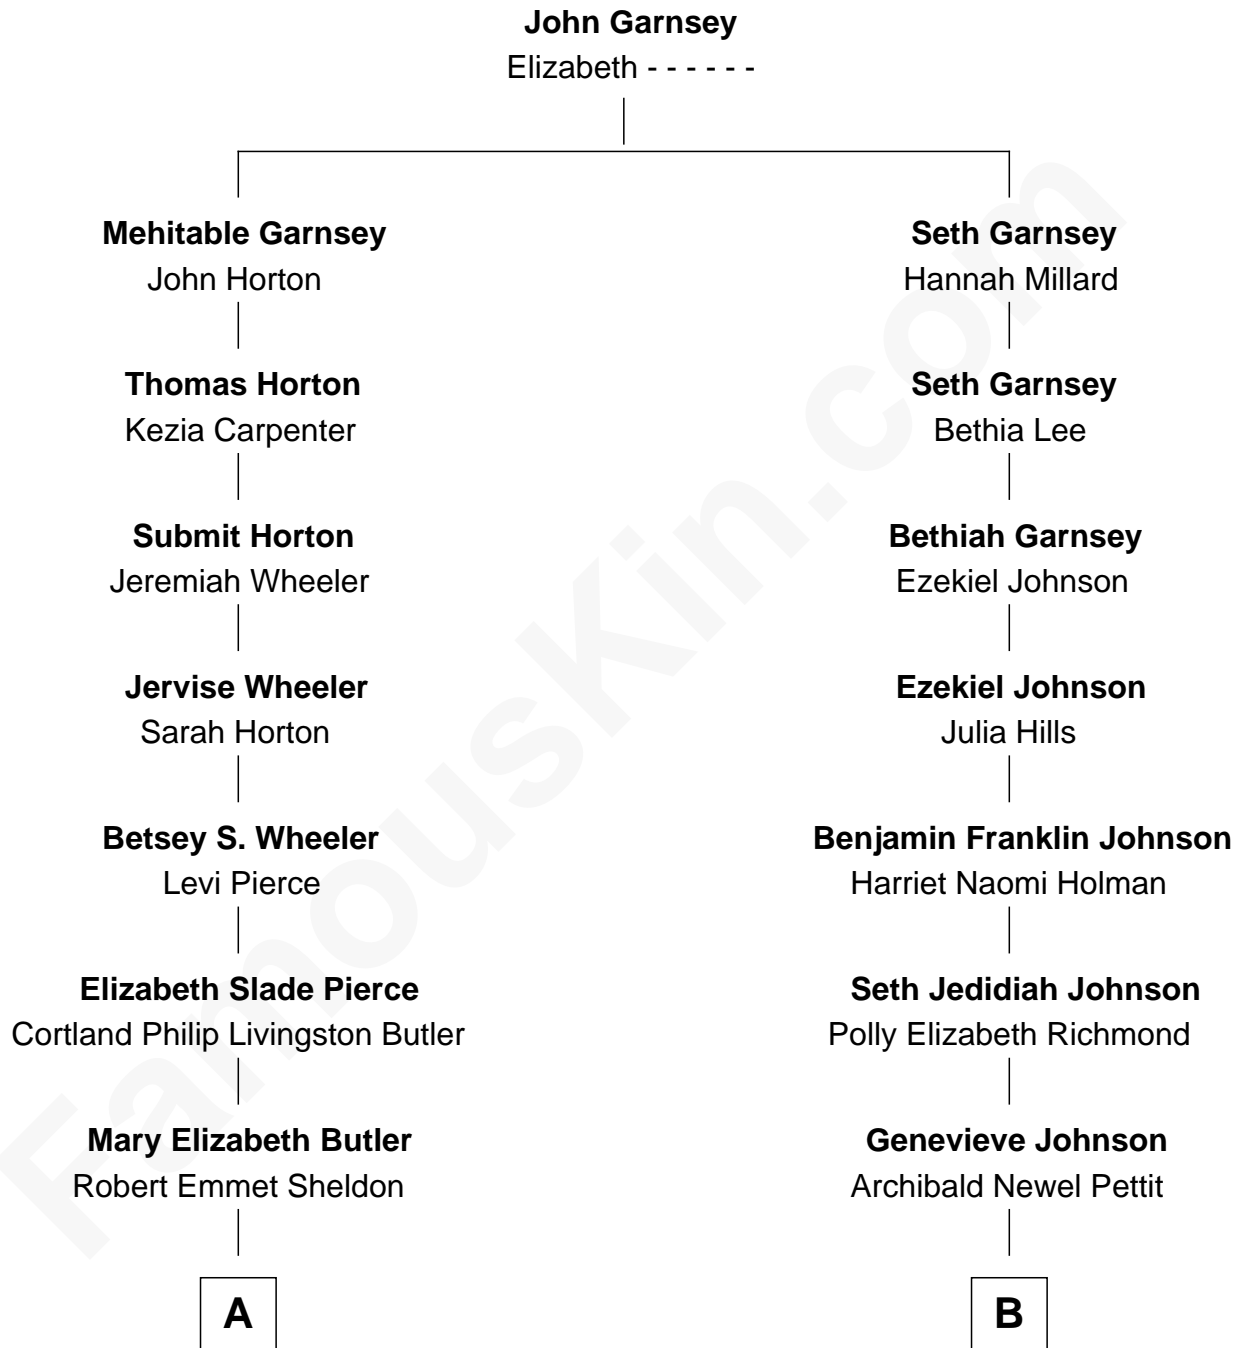 John Garnsey
Elizabeth - - - - - -
Mehitable Garnsey
John Horton
Thomas Horton
Kezia Carpenter
Submit Horton
Jeremiah Wheeler
Jervise Wheeler
Sarah Horton
Betsey S. Wheeler
Levi Pierce
Elizabeth Slade Pierce
Cortland Philip Livingston Butler
Mary Elizabeth Butler
Robert Emmet Sheldon
A
Seth Garnsey
Hannah Millard
Seth Garnsey
Bethia Lee
Bethiah Garnsey
Ezekiel Johnson
Ezekiel Johnson
Julia Hills
Benjamin Franklin Johnson
Harriet Naomi Holman
Seth Jedidiah Johnson
Polly Elizabeth Richmond
Genevieve Johnson
Archibald Newel Pettit
B
FamousKin.com